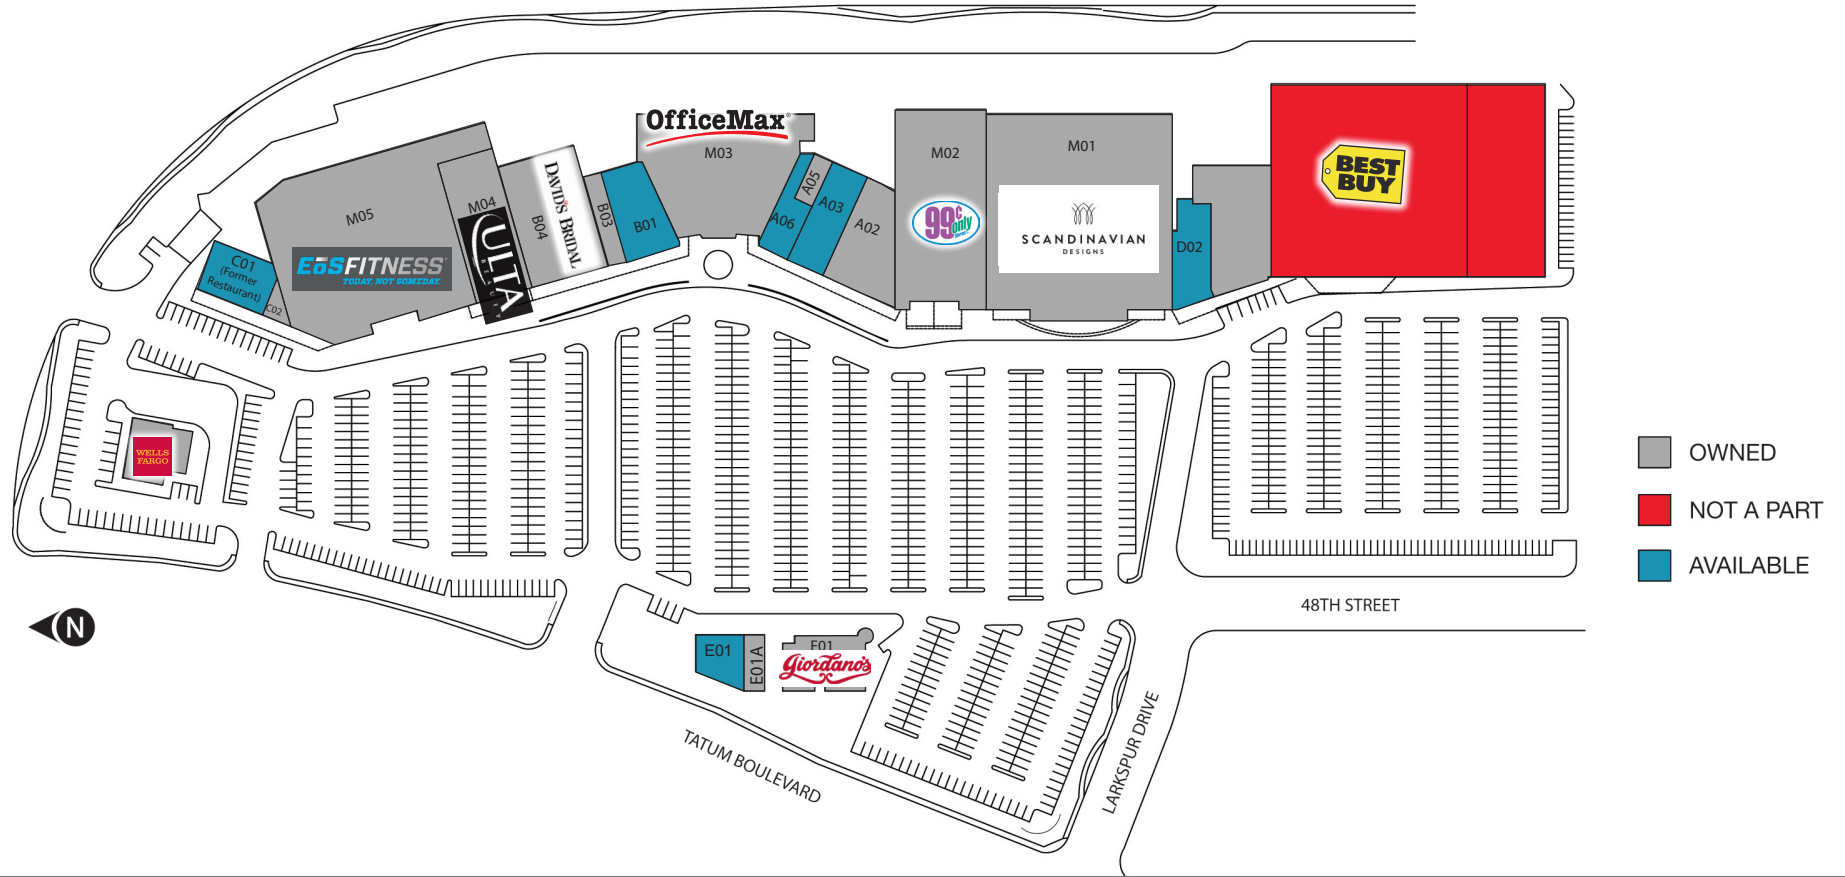 OfficeMax
M03
M02
M01
BEST
BUY
M05
M04
ULTA
B04
DAVID'S BRIDAL
B03
B01
A05
A06
A03
A02
99¢
only
SCANDINAVIAN
DESIGNS
D02
C01
(Former
Restaurant)
C02
EōSFITNESS
TODAY. NOT SOMEDAY.
WELLS
FARGO
OWNED
NOT A PART
AVAILABLE
N
48TH STREET
E01
E01A
F01
Giordano's
TATUM BOULEVARD
LARKSPUR DRIVE